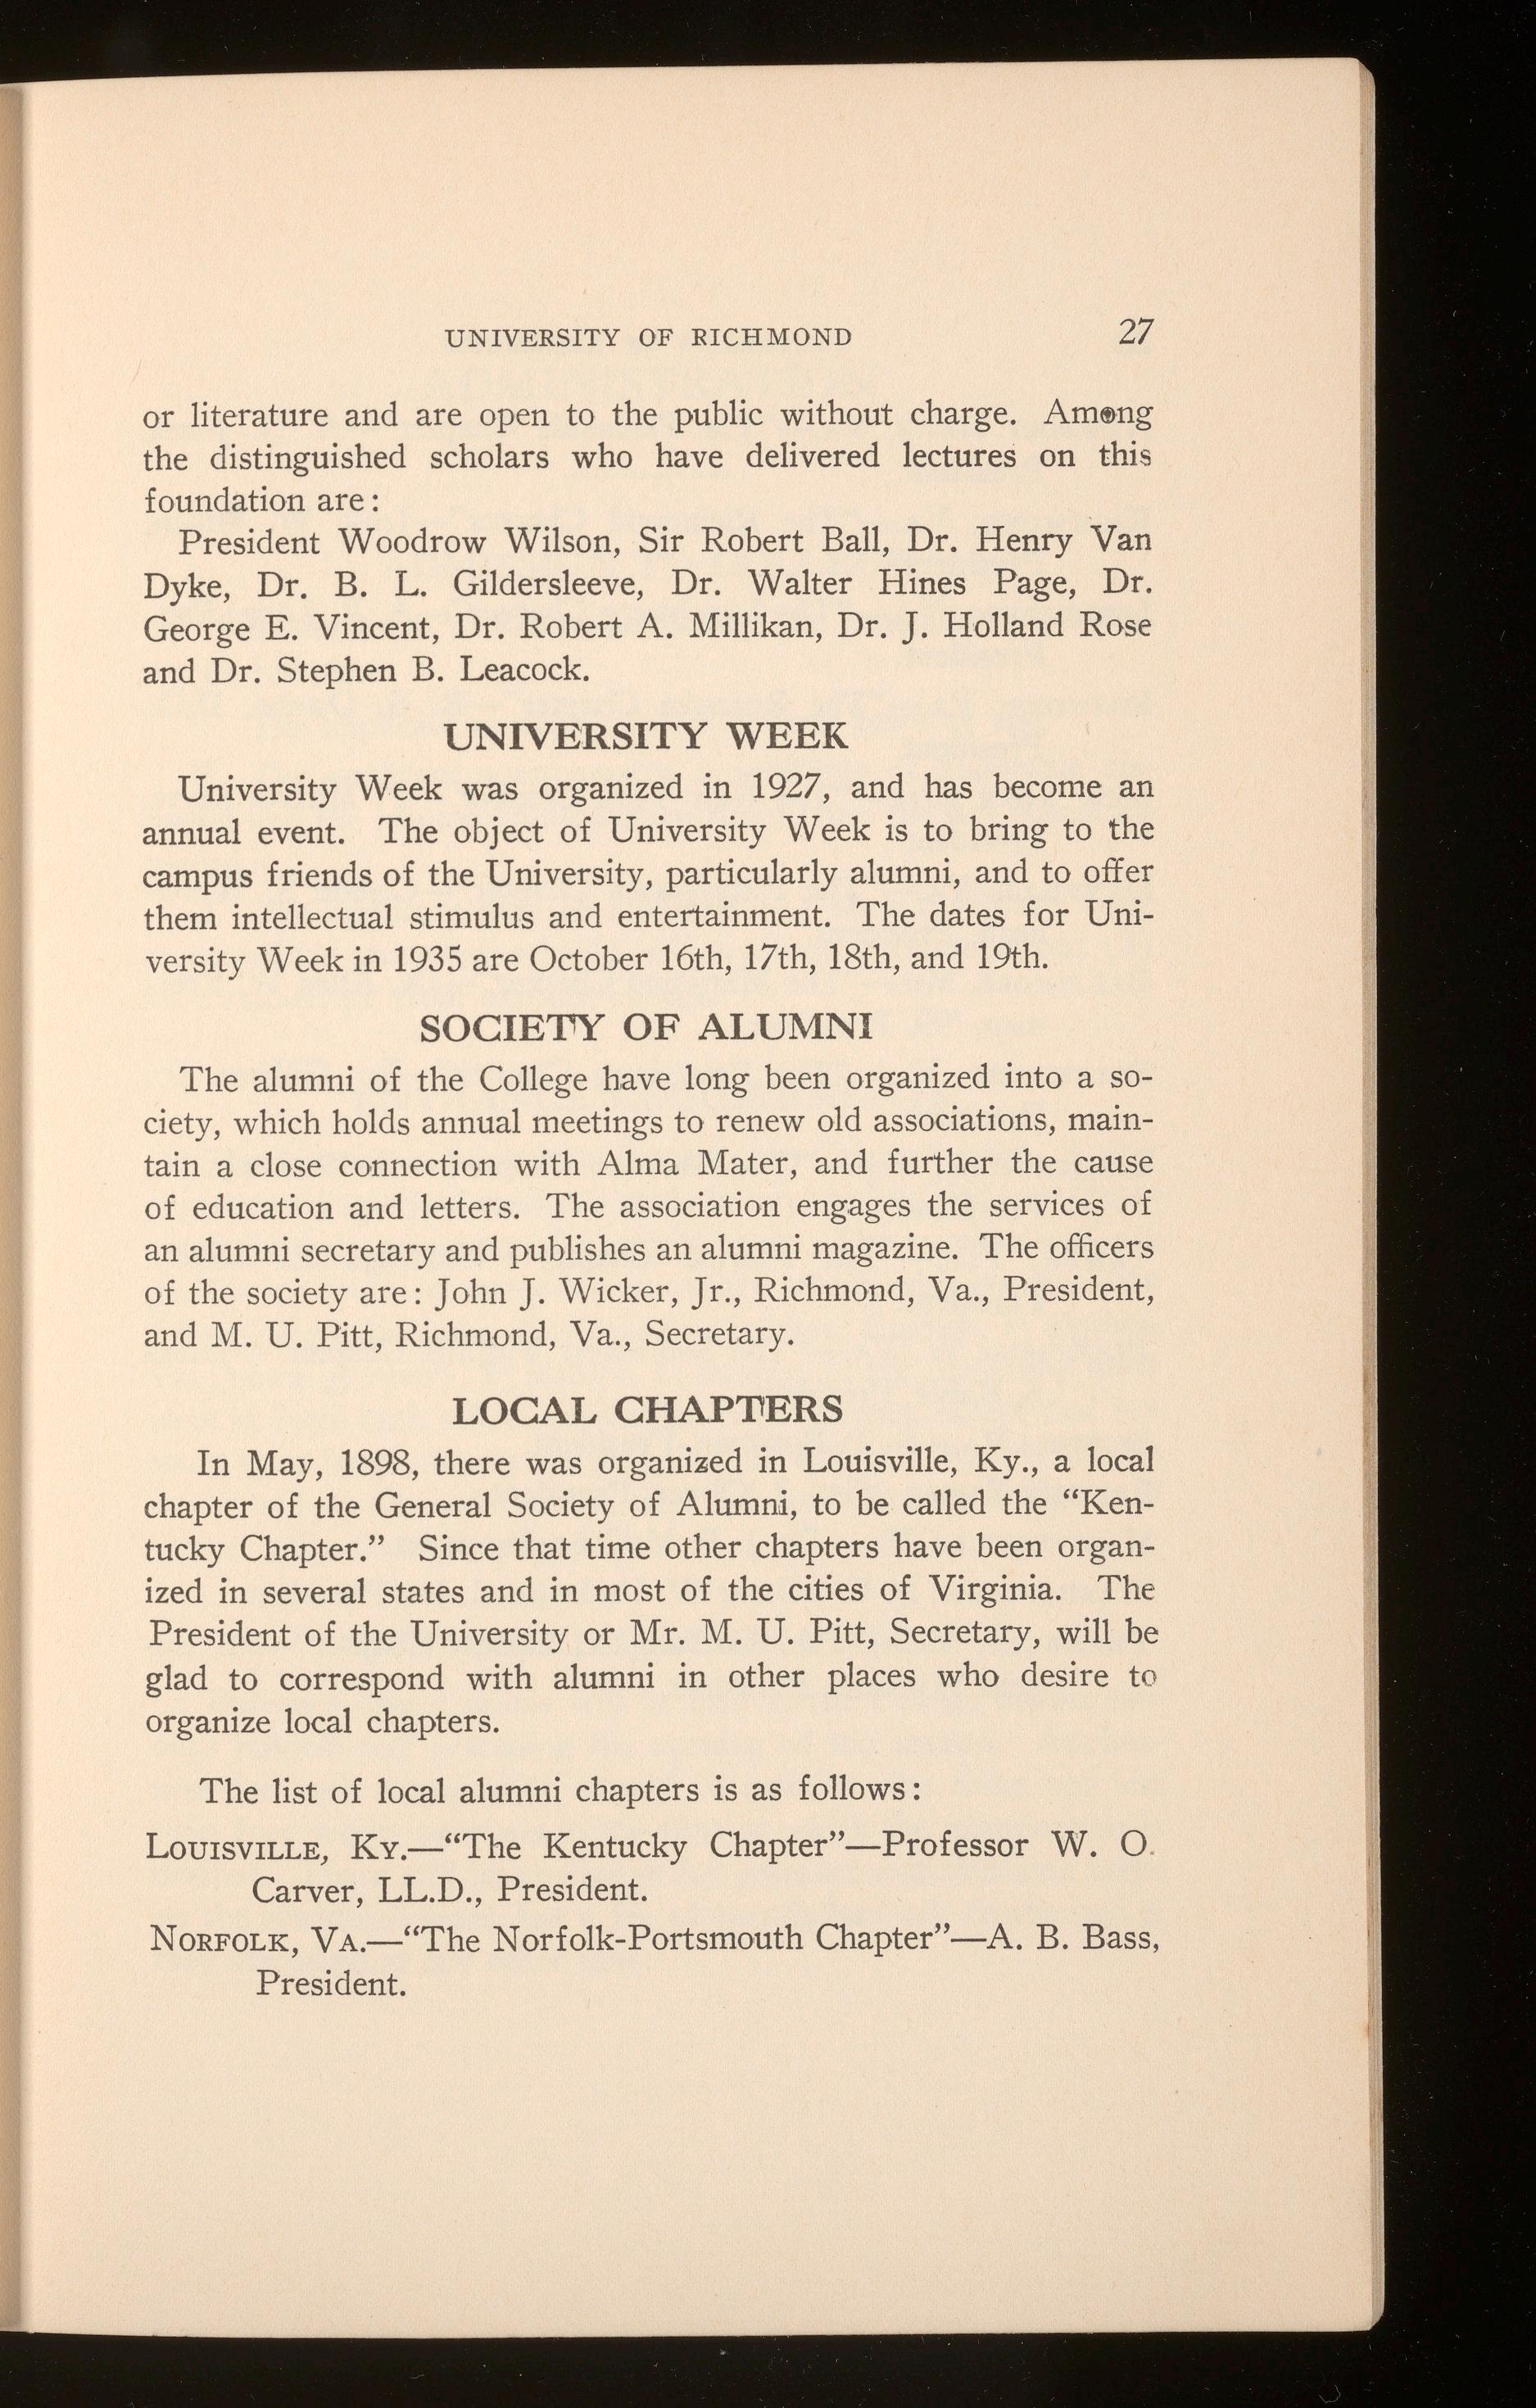 UNIVERSITY OF RICHMOND 27
or literature and are open to the public without charge. Among
the distinguished scholars who have delivered lectures on this
foundation are:
President Woodrow Wilson, Sir Robert Ball, Dr. Henry Van
Dyke, Dr. B. L. Gildersleeve, Dr. Walter Hines Page, Dr.
George E. Vincent, Dr. Robert A. Millikan, Dr. J. Holland Rose
and Dr. Stephen B. Leacock.
UNIVERSITY WEEK
University Week was organized in 1927, and has become an
annual event. The object of University Week is to bring to the
campus friends of the University, particularly alumni, and to offer
them intellectual stimulus and entertainment. The dates for Uni-
versity Week in 1935 are October 16th, 17th, 18th, and 19th.
SOCIETY OF ALUMNI
The alumni of the College have long been organized into a so-
ciety, which holds annual meetings to renew old associations, main-
tain a close connection with Alma Mater, and further the cause
of education and letters. The association engages the services of
an alumni secretary and publishes an alumni magazine. The officers
of the society are: John J. Wicker, Jr., Richmond, Va., President,
and M. U. Pitt, Richmond, Va., Secretary.
LOCAL CHAPTERS
In May, 1898, there was organized in Louisville, Ky., a local
chapter of the General Society of Alumni, to be called the “Ken-
tucky Chapter.” Since that time other chapters have been organ-
ized in several states and in most of the cities of Virginia. The
President of the University or Mr. M. U. Pitt, Secretary, will be
glad to correspond with alumni in other places who desire to
organize local chapters.
The list of local alumni chapters is as follows:
LOUISVILLE, KY.—“The Kentucky Chapter”—Professor W. O.
Carver, LL.D., President.
NORFOLK, VA.—“The Norfolk-Portsmouth Chapter”—A. B. Bass,
President.